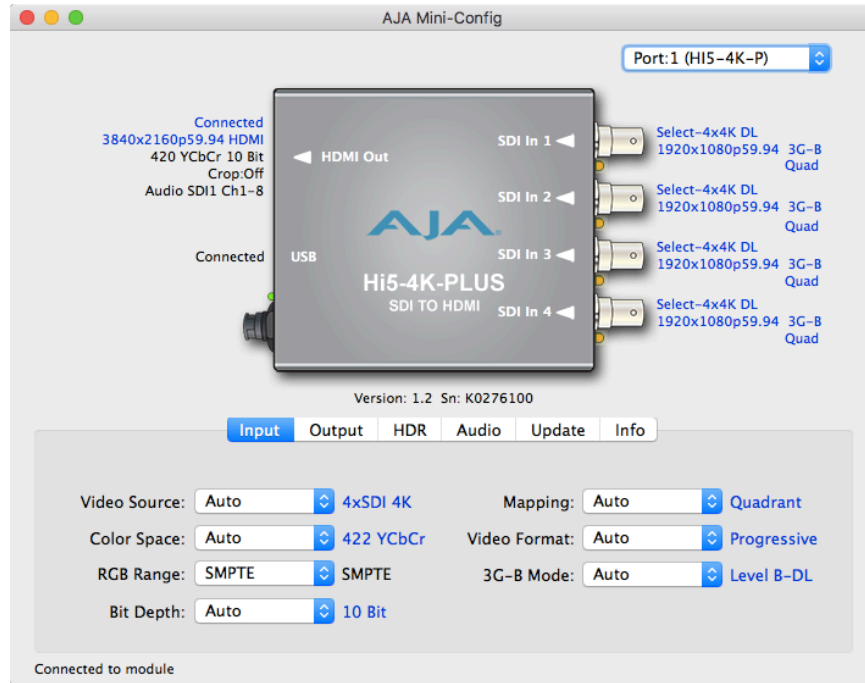 AJA Mini-Config
Port:1 (HI5-4K-P)
Connected
3840x2160p59.94 HDMI
420 YCbCr 10 Bit
Crop:Off
Audio SDI1 Ch1-8
Connected
HDMI Out
USB
AJA
Hi5-4K-PLUS
SDI TO HDMI
SDI In 1
SDI In 2
SDI In 3
SDI In 4
Select-4x4K DL
1920x1080p59.94 3G-B
Quad
Select-4x4K DL
1920x1080p59.94 3G-B
Quad
Select-4x4K DL
1920x1080p59.94 3G-B
Quad
Select-4x4K DL
1920x1080p59.94 3G-B
Quad
Version: 1.2 Sn: K0276100
Input Output HDR Audio Update Info
Video Source: Auto 4xSDI 4K Mapping: Auto Quadrant
Color Space: Auto 422 YCbCr Video Format: Auto Progressive
RGB Range: SMPTE SMPTE 3G-B Mode: Auto Level B-DL
Bit Depth: Auto 10 Bit
Connected to module